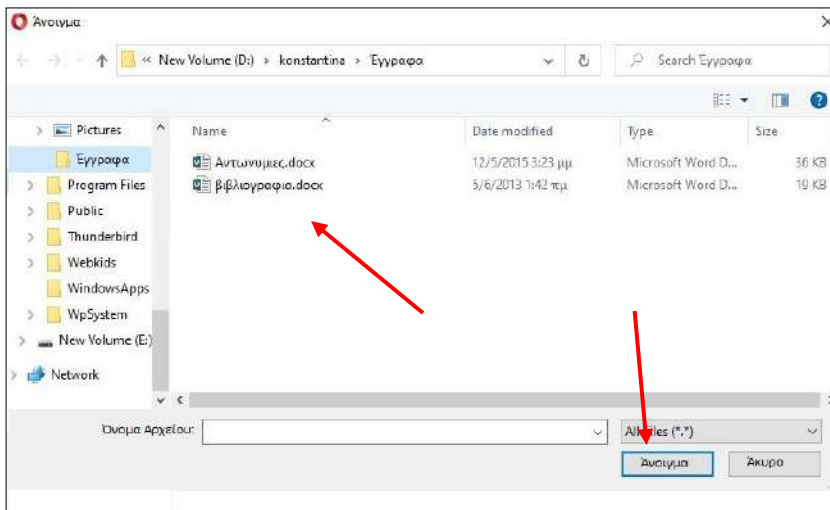 Άνοιγμα
« New Volume (D:) › konstantina › Έγγραφα
Search Έγγραφα
Pictures
Έγγραφα
Program Files
Public
Thunderbird
Webkids
WindowsApps
WpSystem
New Volume (E:)
Network
Name Date modified Type Size
Αντωνυμιες.docx 12/5/2015 3:23 μμ Microsoft Word D... 36 KB
βιβλιογραφια.docx 5/6/2013 1:42 πμ Microsoft Word D... 19 KB
Όνομα Αρχείου:
All files (*.*)
Άνοιγμα Άκυρο